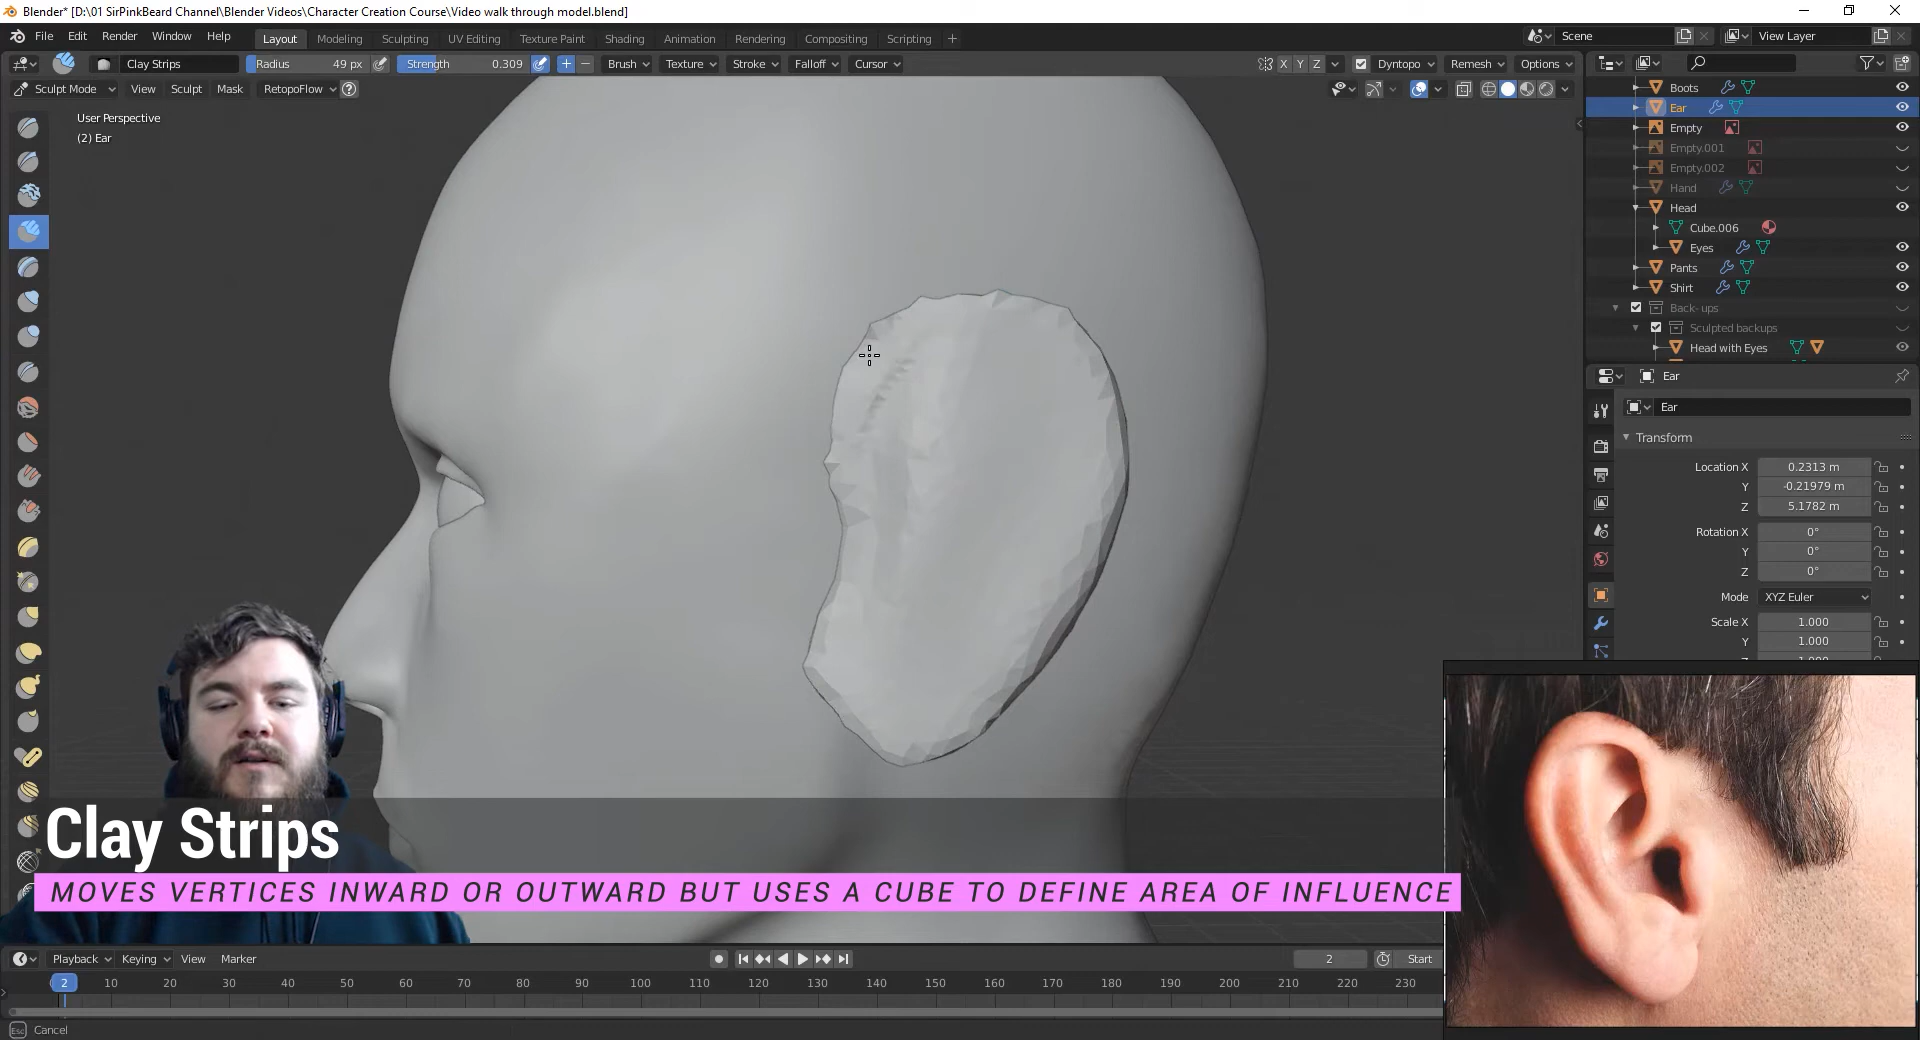 Blender* [D:\01 SirPinkBeard Channel\Blender Videos\Character Creation Course\Video walk through model.blend]
File Edit Render Window Help Layout Modeling Sculpting UV Editing Texture Paint Shading Animation Rendering Compositing Scripting + Scene View Layer
Clay Strips Radius 49 px Strength 0.309 + − Brush Texture Stroke Falloff Cursor X Y Z Dyntopo Remesh Options
Sculpt Mode View Sculpt Mask RetopoFlow ?
User Perspective
(2) Ear
Boots
Ear
Empty
Empty.001
Empty.002
Hand
Head
Cube.006
Eyes
Pants
Shirt
Back-ups
Sculpted backups
Head with Eyes
Ear
Ear
Transform
Location X 0.2313 m
Y -0.21979 m
Z 5.1782 m
Rotation X 0°
Y 0°
Z 0°
Mode XYZ Euler
Scale X 1.000
Y 1.000
Clay Strips
MOVES VERTICES INWARD OR OUTWARD BUT USES A CUBE TO DEFINE AREA OF INFLUENCE
Playback Keying View Marker 2 Start
2 10 20 30 40 50 60 70 80 90 100 110 120 130 140 150 160 170 180 190 200 210 220 230
Esc Cancel